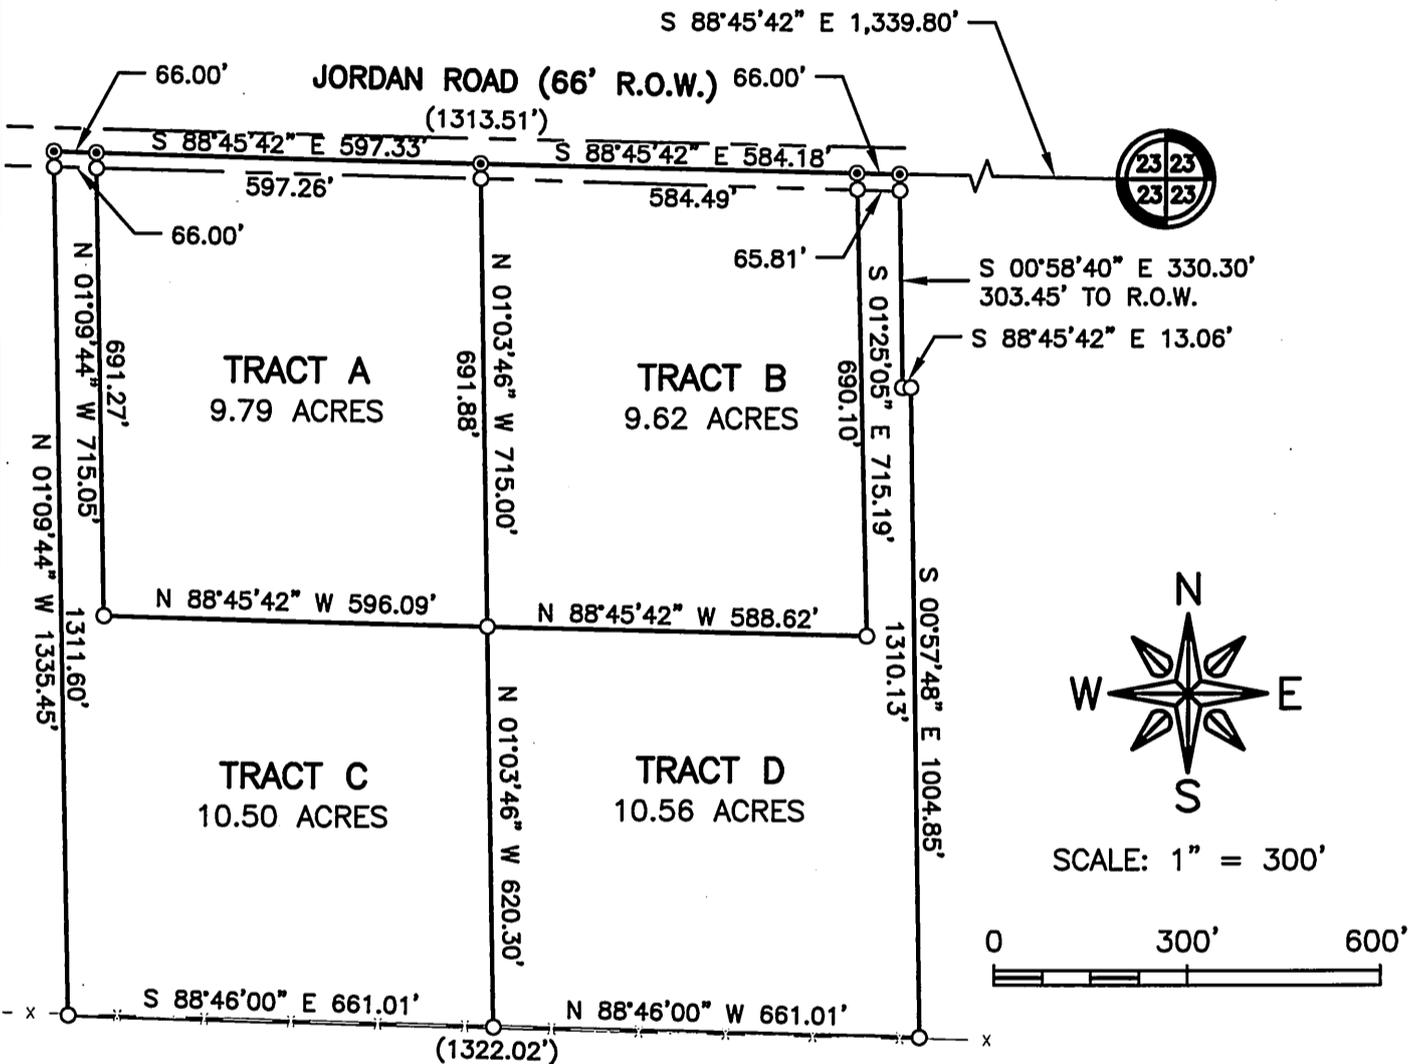 S 88°45'42" E 1,339.80'
66.00'
JORDAN ROAD (66' R.O.W.)
66.00'
(1313.51')
S 88°45'42" E 597.33'
S 88°45'42" E 584.18'
23 23
23 23
597.26'
584.49'
66.00'
65.81'
S 00°58'40" E 330.30'
303.45' TO R.O.W.
S 88°45'42" E 13.06'
N 01°09'44" W 715.05'
691.27'
N 01°03'46" W 715.00'
691.88'
S 01°25'05" E 715.19'
690.10'
TRACT A
9.79 ACRES
TRACT B
9.62 ACRES
N 01°09'44" W 1335.45'
1311.60'
N 88°45'42" W 596.09'
N 88°45'42" W 588.62'
S 00°57'48" E 1004.85'
1310.13'
N
W E
S
TRACT C
10.50 ACRES
TRACT D
10.56 ACRES
N 01°03'46" W 620.30'
SCALE: 1" = 300'
0 300' 600'
S 88°46'00" E 661.01'
N 88°46'00" W 661.01'
(1322.02')